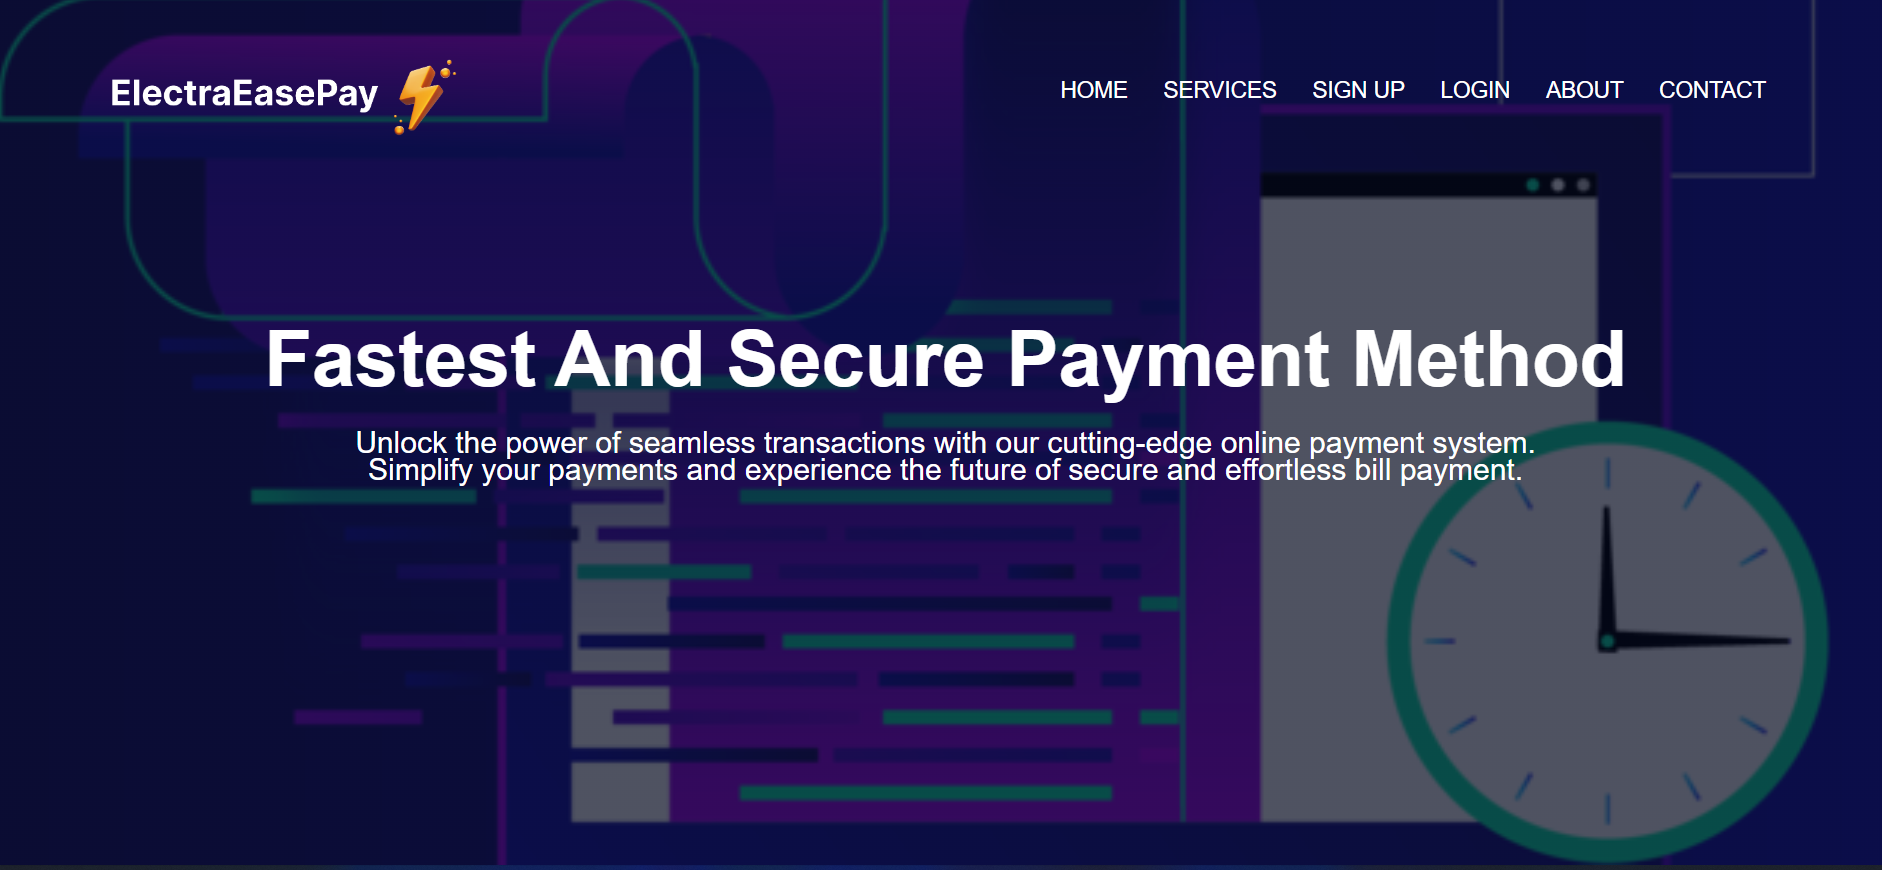 ElectraEasePay
HOME SERVICES SIGN UP LOGIN ABOUT CONTACT
Fastest And Secure Payment Method
Unlock the power of seamless transactions with our cutting-edge online payment system.
Simplify your payments and experience the future of secure and effortless bill payment.